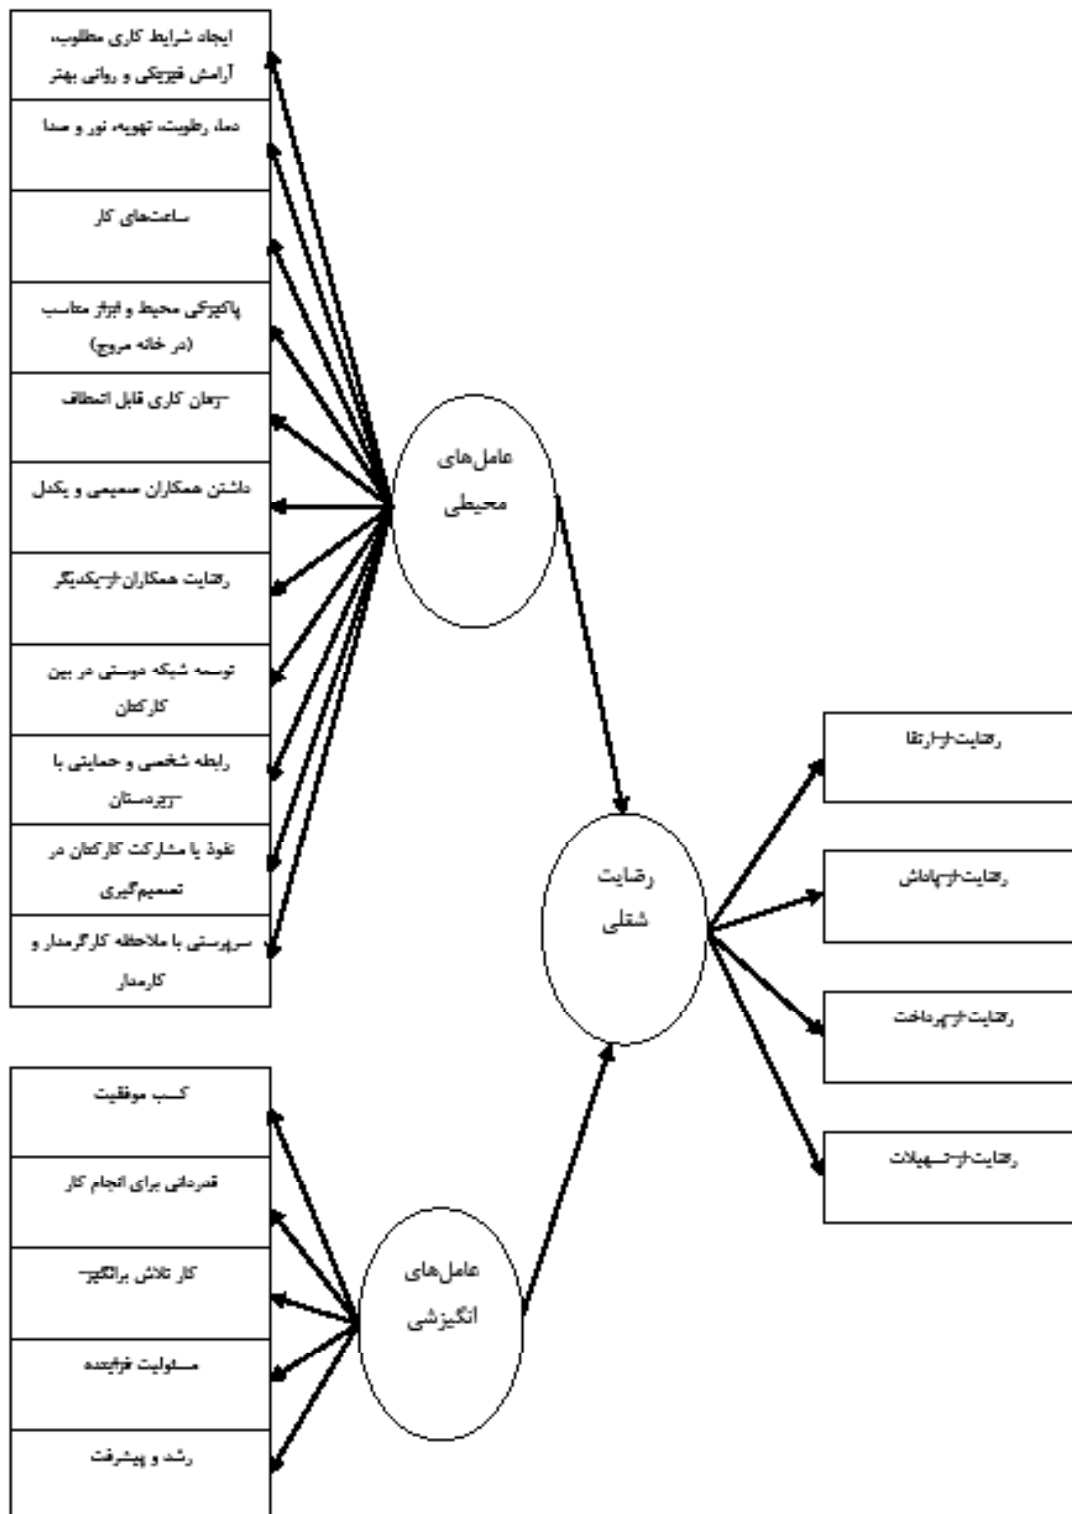 ایجاد شرایط کاری مطلوب،
آرامش فیزیکی و روانی بهتر
دما، رطوبت، تهویه، نور و صدا
ساعت‌های کار
پاکیزگی محیط و ابزار مناسب
(در خانه مروج)
زمان کاری قابل انعطاف
داشتن همکاران صمیمی و یکدل
رضایت همکاران از یکدیگر
توسعه شبکه دوستی در بین
کارکنان
رابطه شخصی و حمایتی با
زیردستان
نفوذ یا مشارکت کارکنان در
تصمیم‌گیری
سرپرستی با ملاحظه کارگرمدار و
کارمدار
عامل‌های
محیطی
رضایت
شغلی
رضایت از ارتقا
رضایت از پاداش
رضایت از پرداخت
رضایت از تسهیلات
کسب موفقیت
قدردانی برای انجام کار
کار تلاش برانگیز
مسئولیت فزاینده
رشد و پیشرفت
عامل‌های
انگیزشی